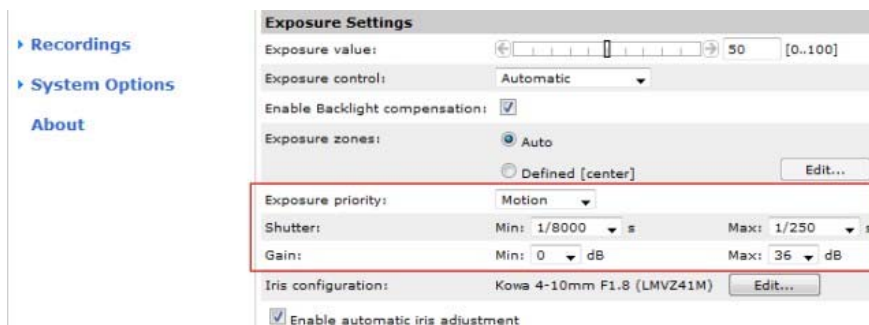 Recordings
System Options
About
Exposure Settings
Exposure value: 50 [0..100]
Exposure control: Automatic
Enable Backlight compensation:
Exposure zones: Auto
Defined [center] Edit...
Exposure priority: Motion
Shutter: Min: 1/8000 s Max: 1/250 s
Gain: Min: 0 dB Max: 36 dB
Iris configuration: Kowa 4-10mm F1.8 (LMVZ41M) Edit...
Enable automatic iris adjustment